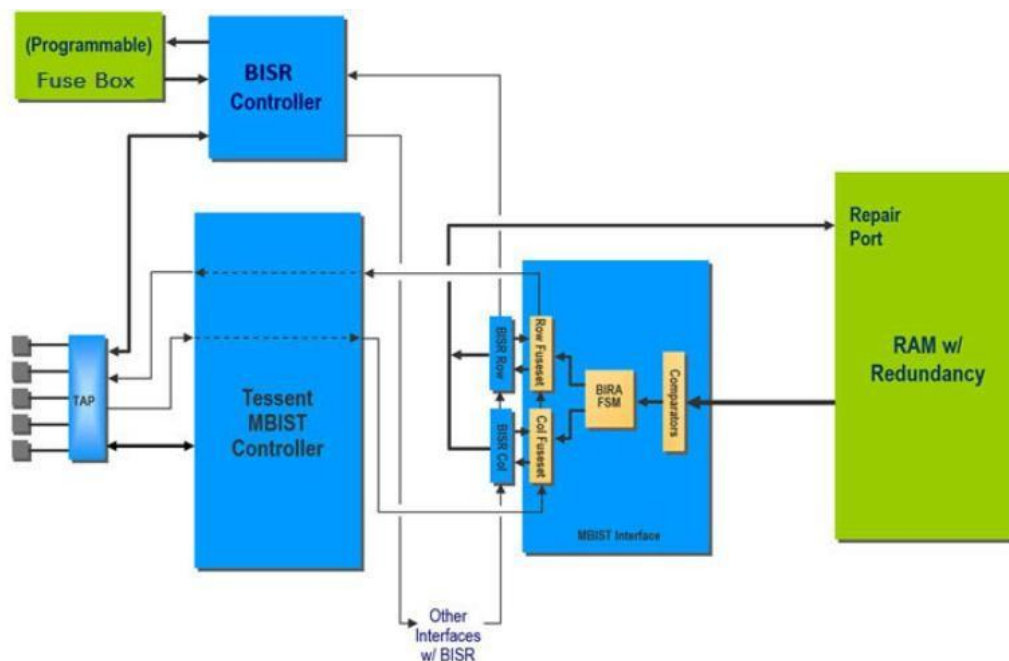 (Programmable)
Fuse Box
BISR
Controller
Repair
Port
RAM w/
Redundancy
Tessent
MBIST
Controller
TAP
BISR Row
Row Fuseset
BISR Col
Col Fuseset
BIRA
FSM
Comparators
MBIST Interface
Other
Interfaces
w/ BISR